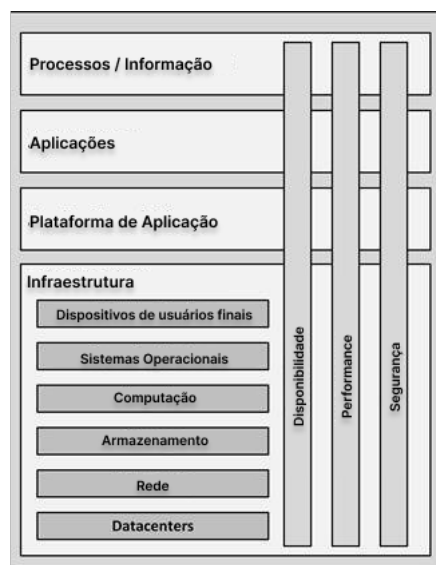 Processos / Informação
Aplicações
Plataforma de Aplicação
Infraestrutura
Dispositivos de usuários finais
Sistemas Operacionais
Computação
Armazenamento
Rede
Datacenters
Disponibilidade
Performance
Segurança